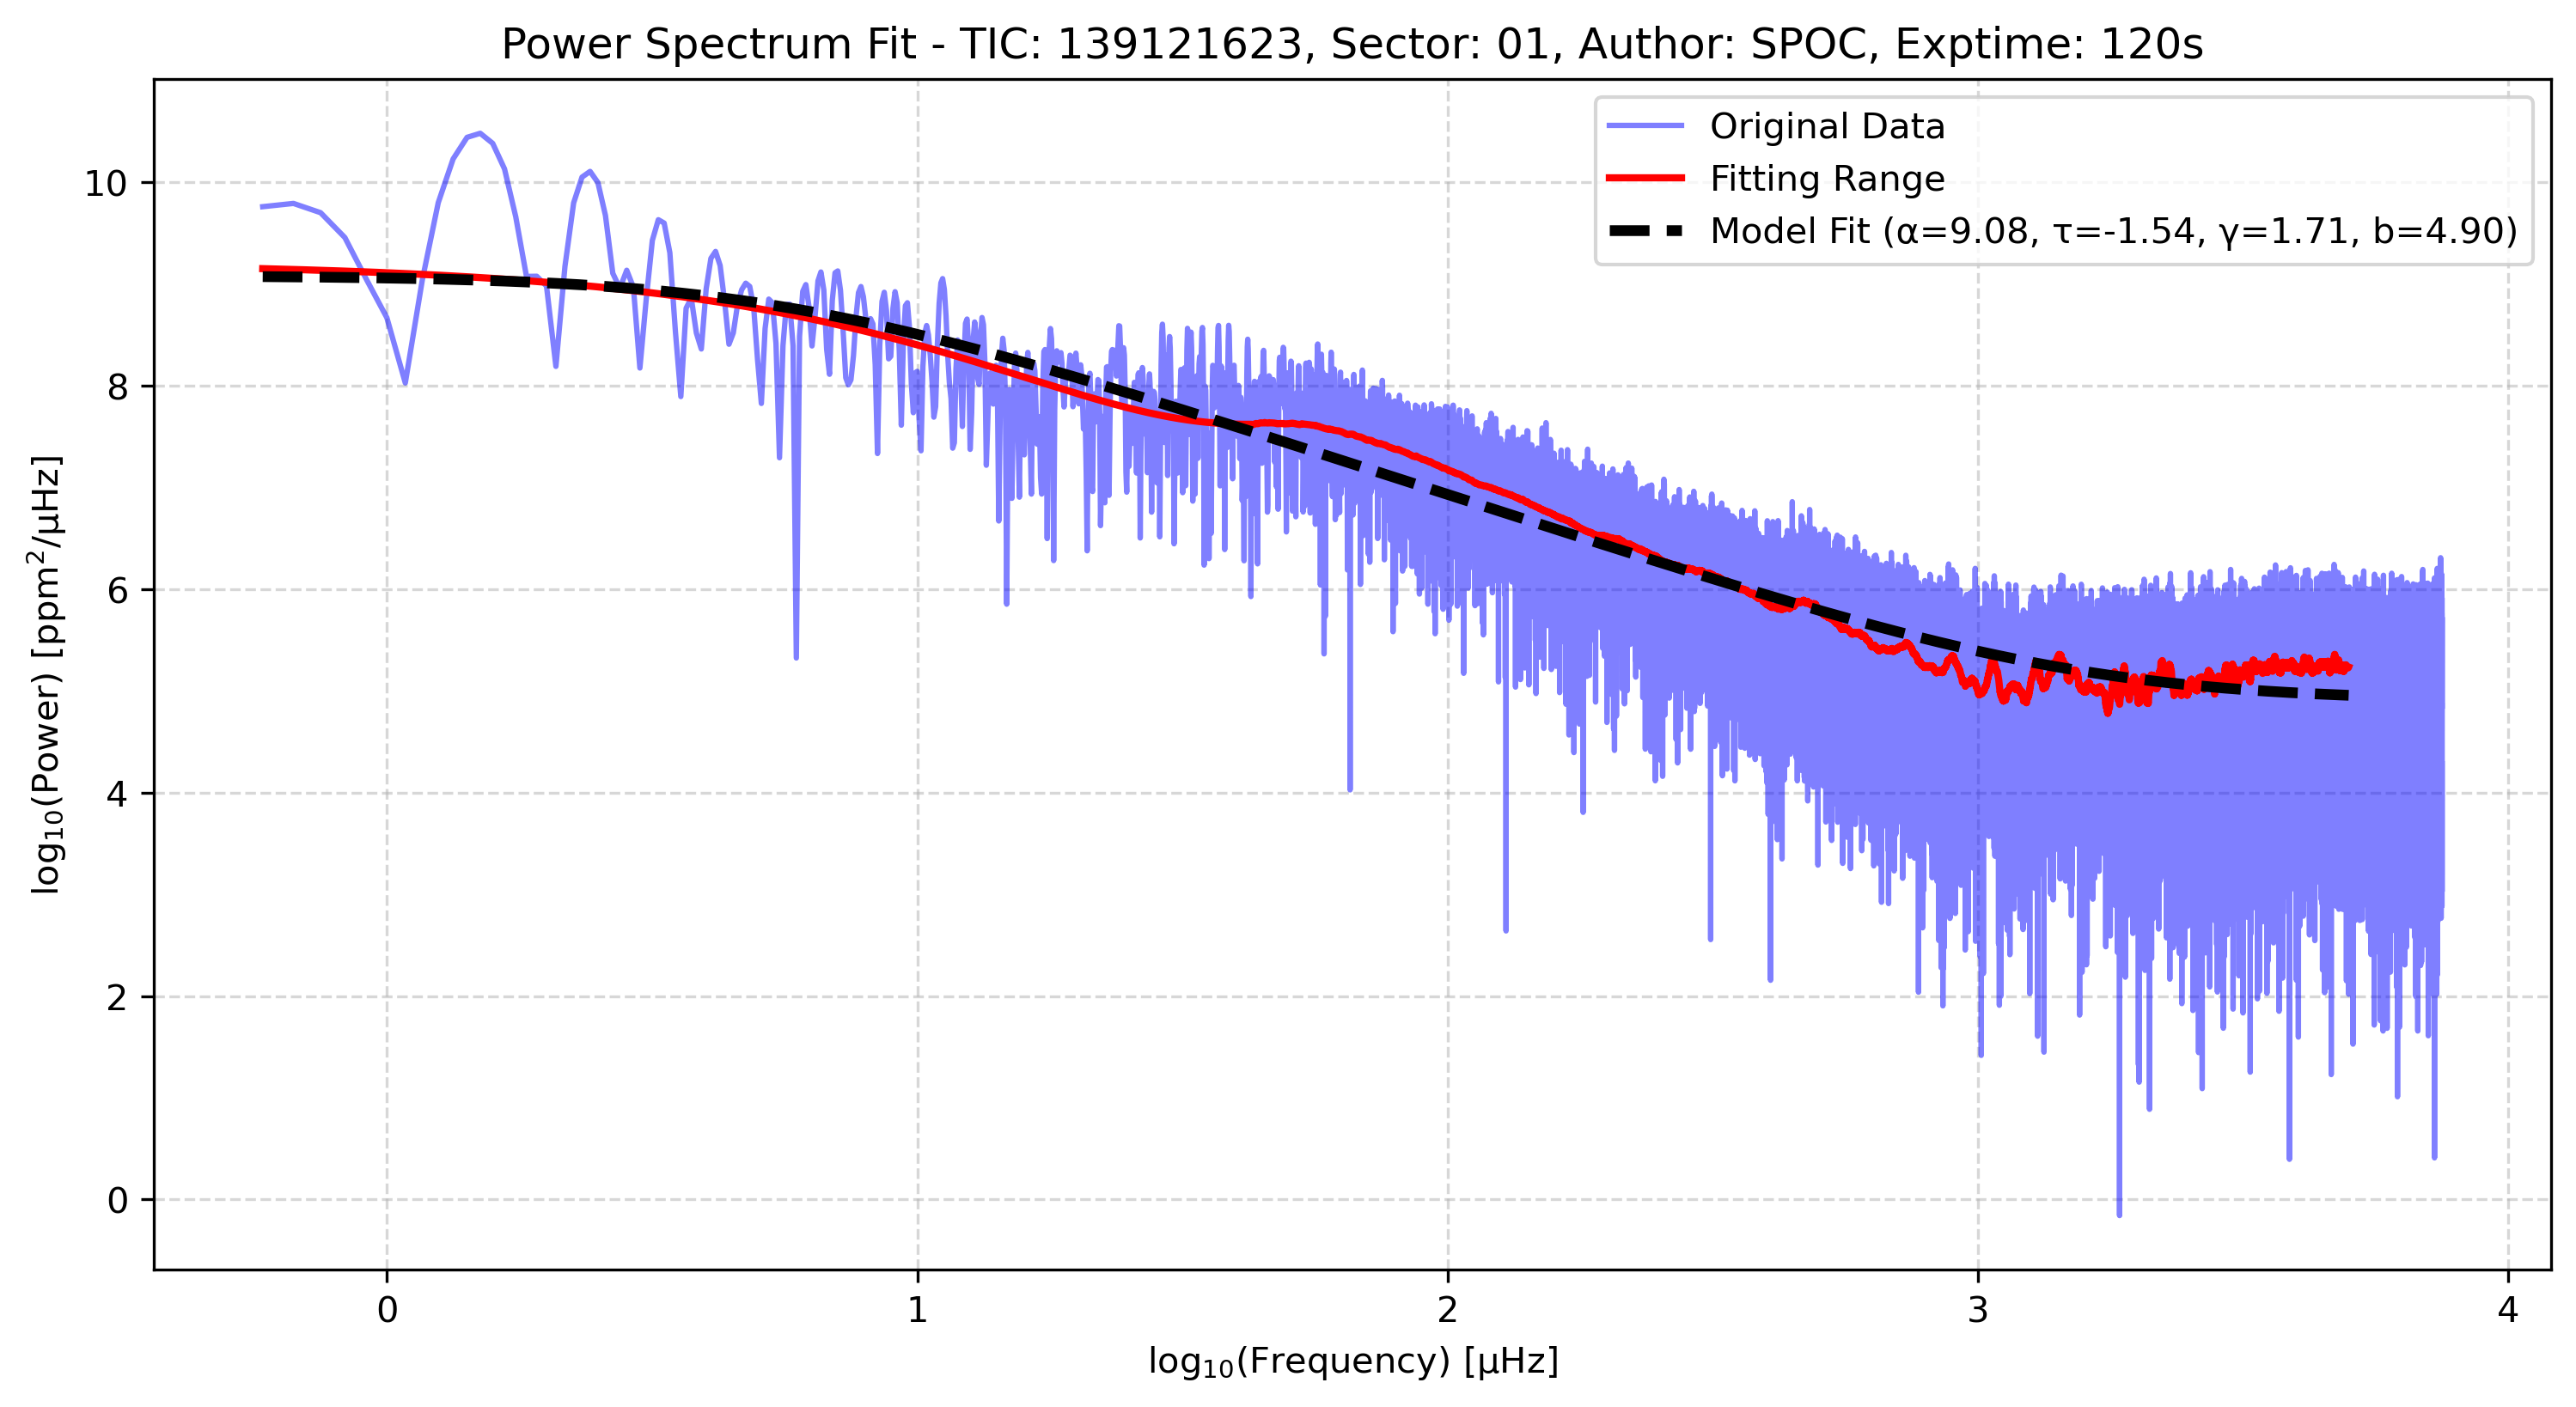 Power Spectrum Fit - TIC: 139121623, Sector: 01, Author: SPOC, Exptime: 120s
Original Data
Fitting Range
Model Fit (α=9.08, τ=-1.54, γ=1.71, b=4.90)
log₁₀(Power) [ppm²/μHz]
10
8
6
4
2
0
0 1 2 3 4
log₁₀(Frequency) [μHz]